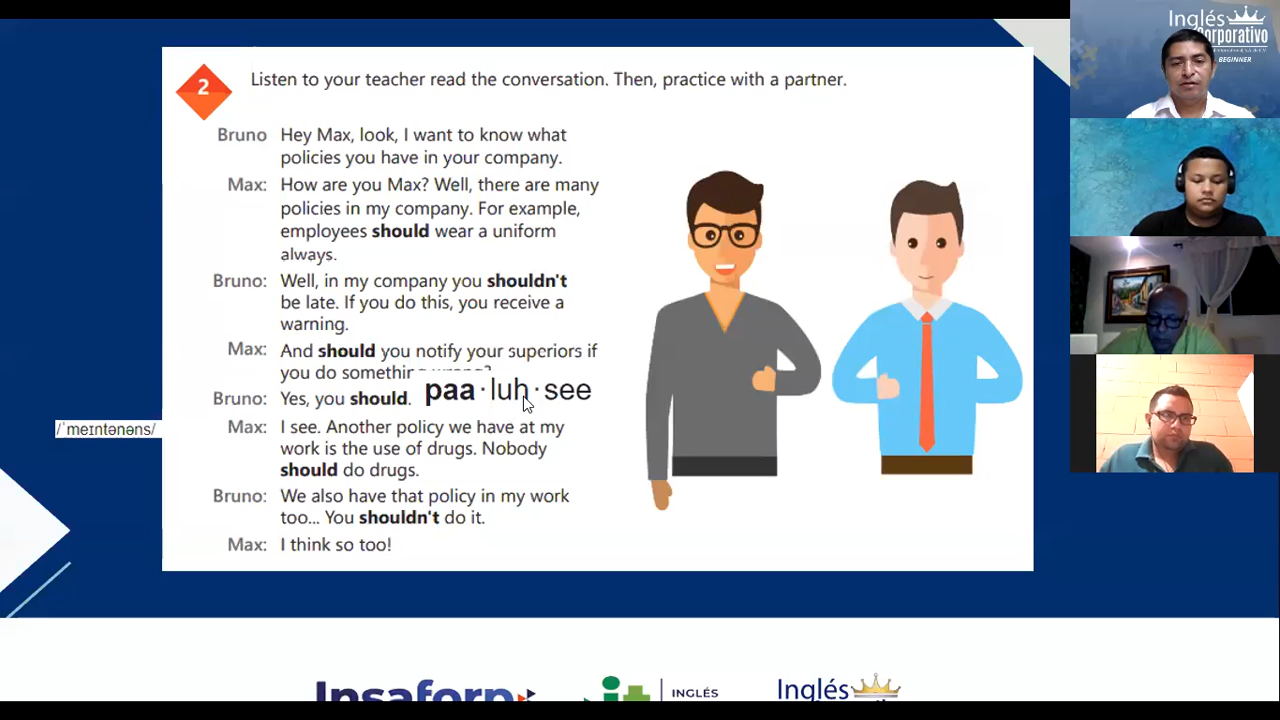 2
Listen to your teacher read the conversation. Then, practice with a partner.
Bruno Hey Max, look, I want to know what
policies you have in your company.
Max: How are you Max? Well, there are many
policies in my company. For example,
employees should wear a uniform
always.
Bruno: Well, in my company you shouldn't
be late. If you do this, you receive a
warning.
Max: And should you notify your superiors if
you do something wrong?
Bruno: Yes, you should.
paa·luh·see
/ˈmeɪntənəns/
Max: I see. Another policy we have at my
work is the use of drugs. Nobody
should do drugs.
Bruno: We also have that policy in my work
too... You shouldn't do it.
Max: I think so too!
Insaforp
INGLÉS
Inglés
Inglés
Corporativo
BEGINNER